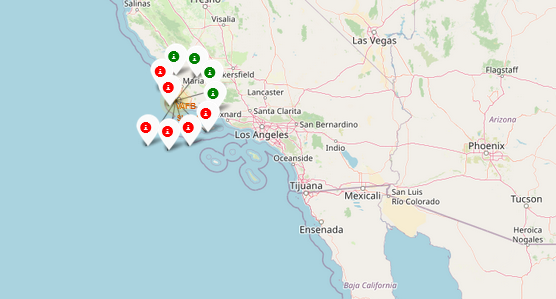 Salinas
Fresno
Visalia
Las Vegas
Maria
kersfield
Flagstaff
AFB
Lancaster
xnard
Santa Clarita
San Bernardino
Arizona
Los Angeles
Indio
Phoenix
Oceanside
Tijuana
Mexicali
San Luis
Río Colorado
Tucson
Ensenada
Heroica
Nogales
Baja California